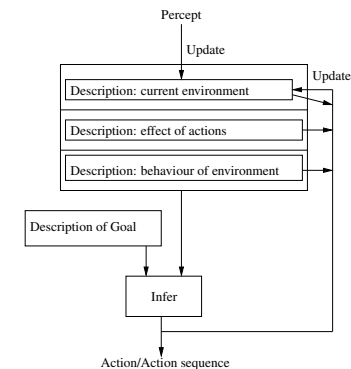 Percept
Update
Update
Description: current environment
Description: effect of actions
Description: behaviour of environment
Description of Goal
Infer
Action/Action sequence